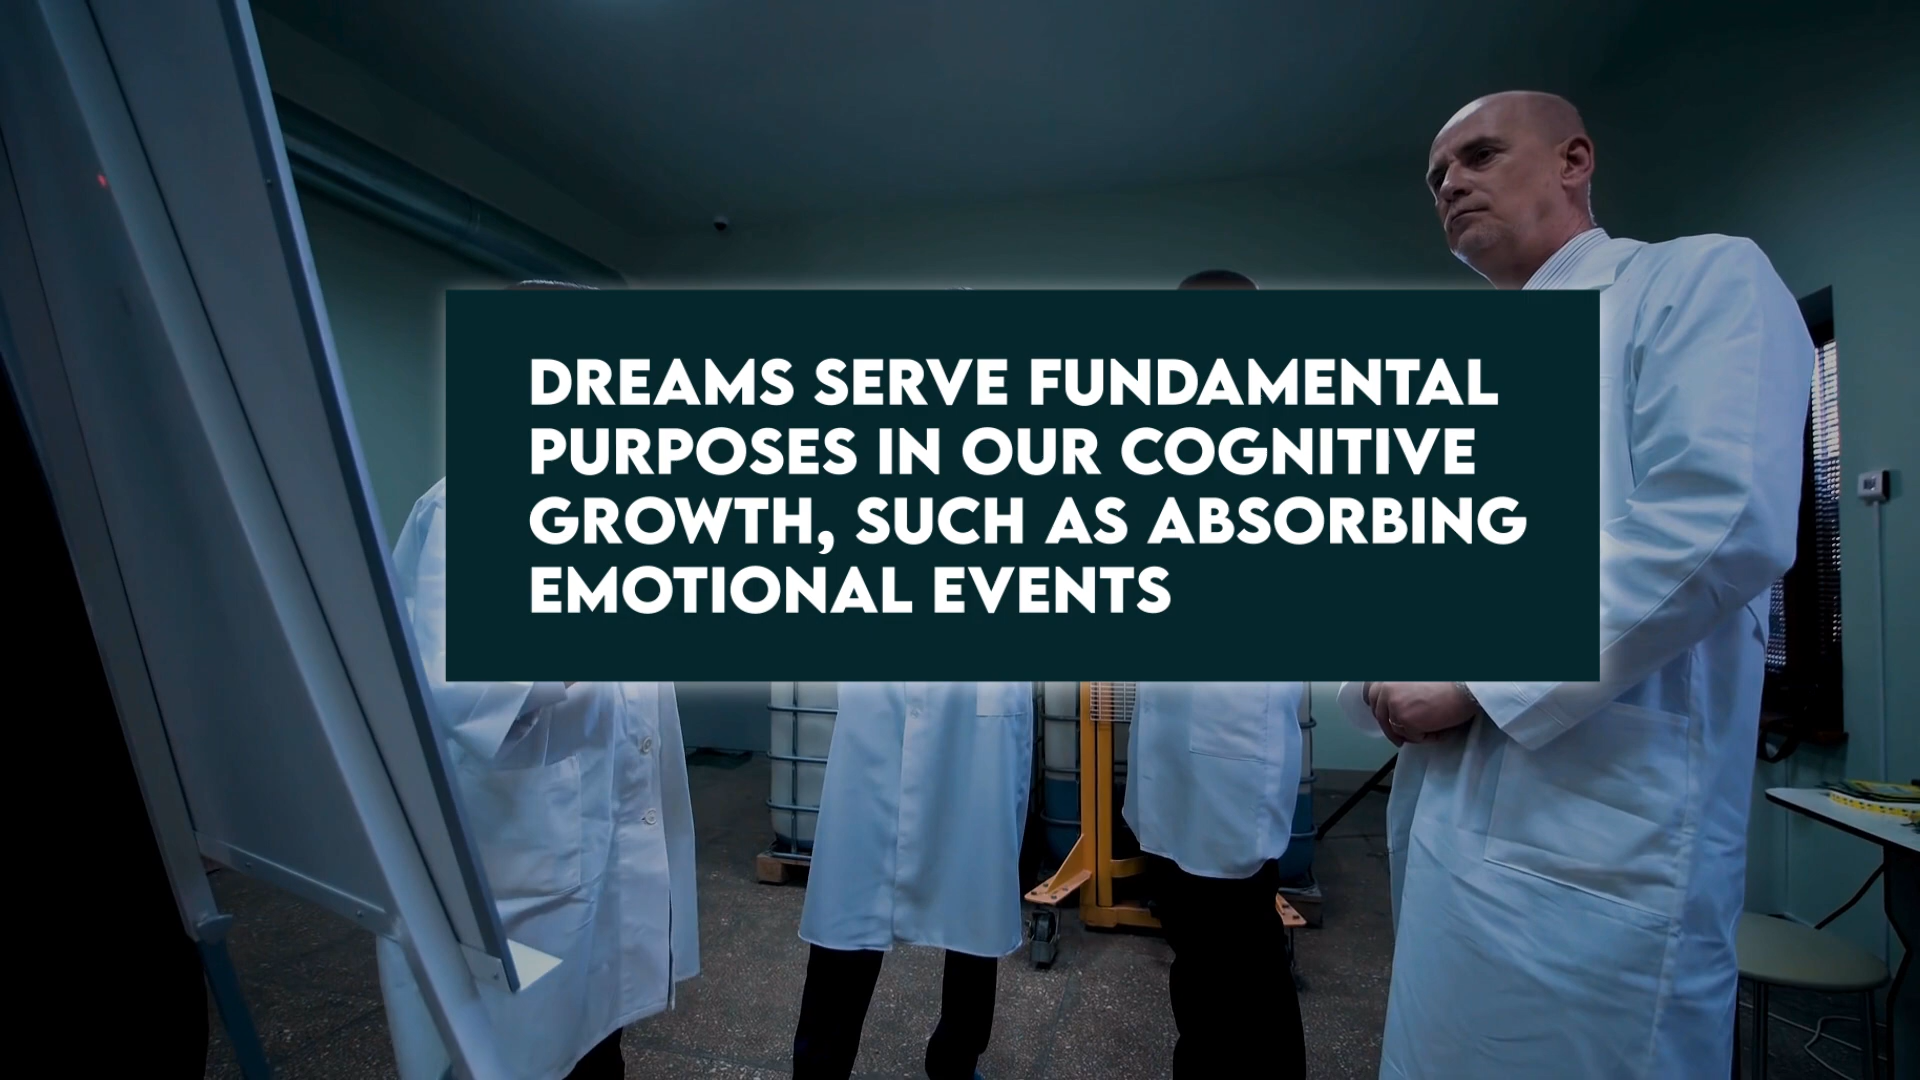 DREAMS SERVE FUNDAMENTAL
PURPOSES IN OUR COGNITIVE
GROWTH, SUCH AS ABSORBING
EMOTIONAL EVENTS